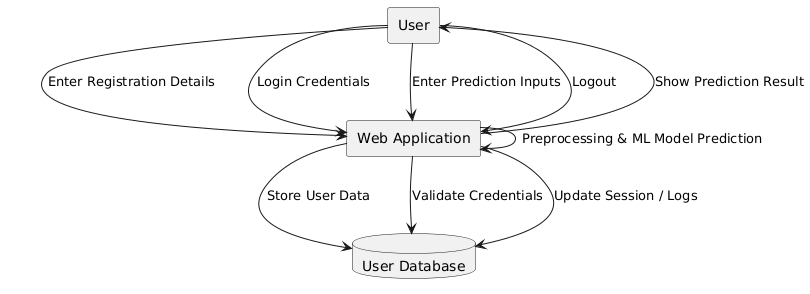 User
Enter Registration Details
Login Credentials
Enter Prediction Inputs
Logout
Show Prediction Result
Web Application
Preprocessing & ML Model Prediction
Store User Data
Validate Credentials
Update Session / Logs
User Database